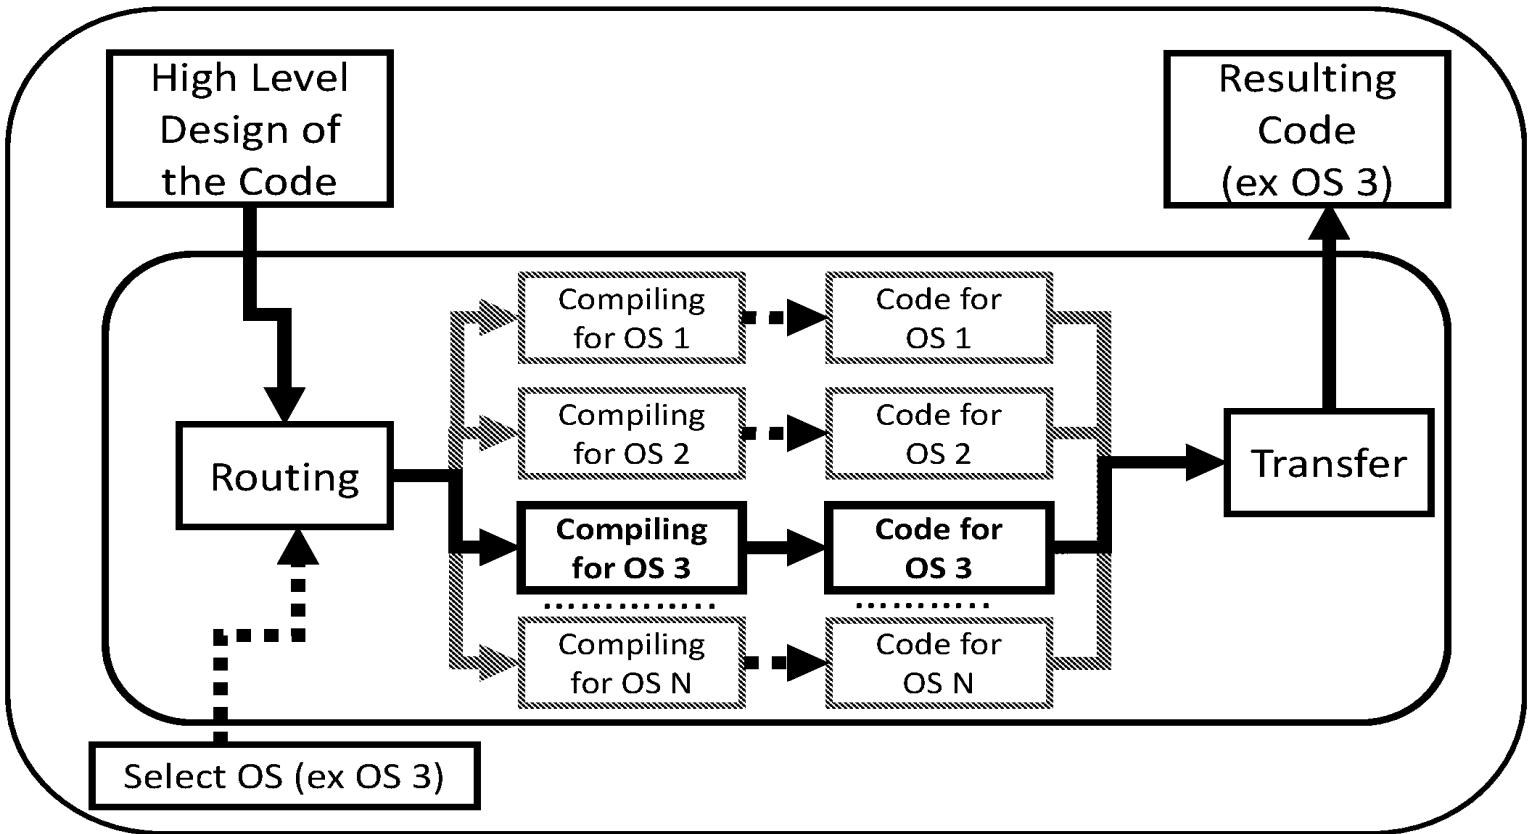 High Level
Design of
the Code
Resulting
Code
(ex OS 3)
Compiling
for OS 1
Code for
OS 1
Compiling
for OS 2
Code for
OS 2
Routing
Transfer
Compiling
for OS 3
Code for
OS 3
Compiling
for OS N
Code for
OS N
Select OS (ex OS 3)